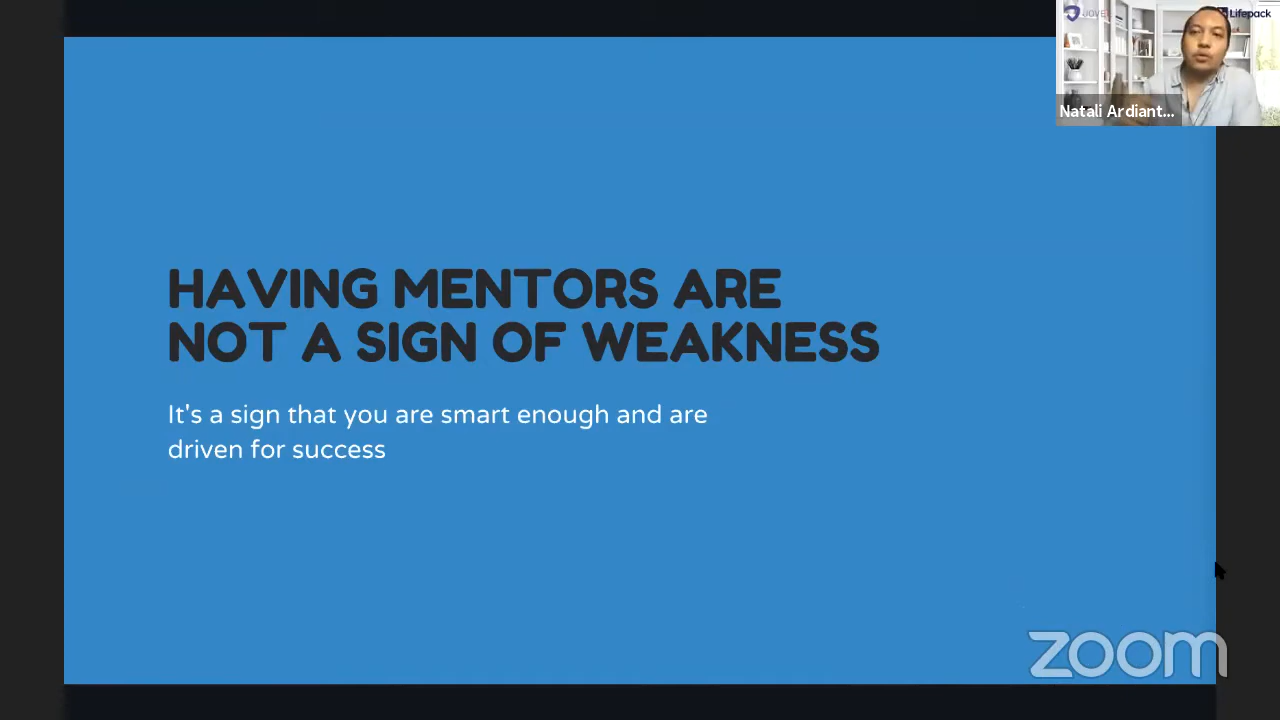 Lifepack
Natali Ardiant...
HAVING MENTORS ARE
NOT A SIGN OF WEAKNESS
It's a sign that you are smart enough and are
driven for success
zoom